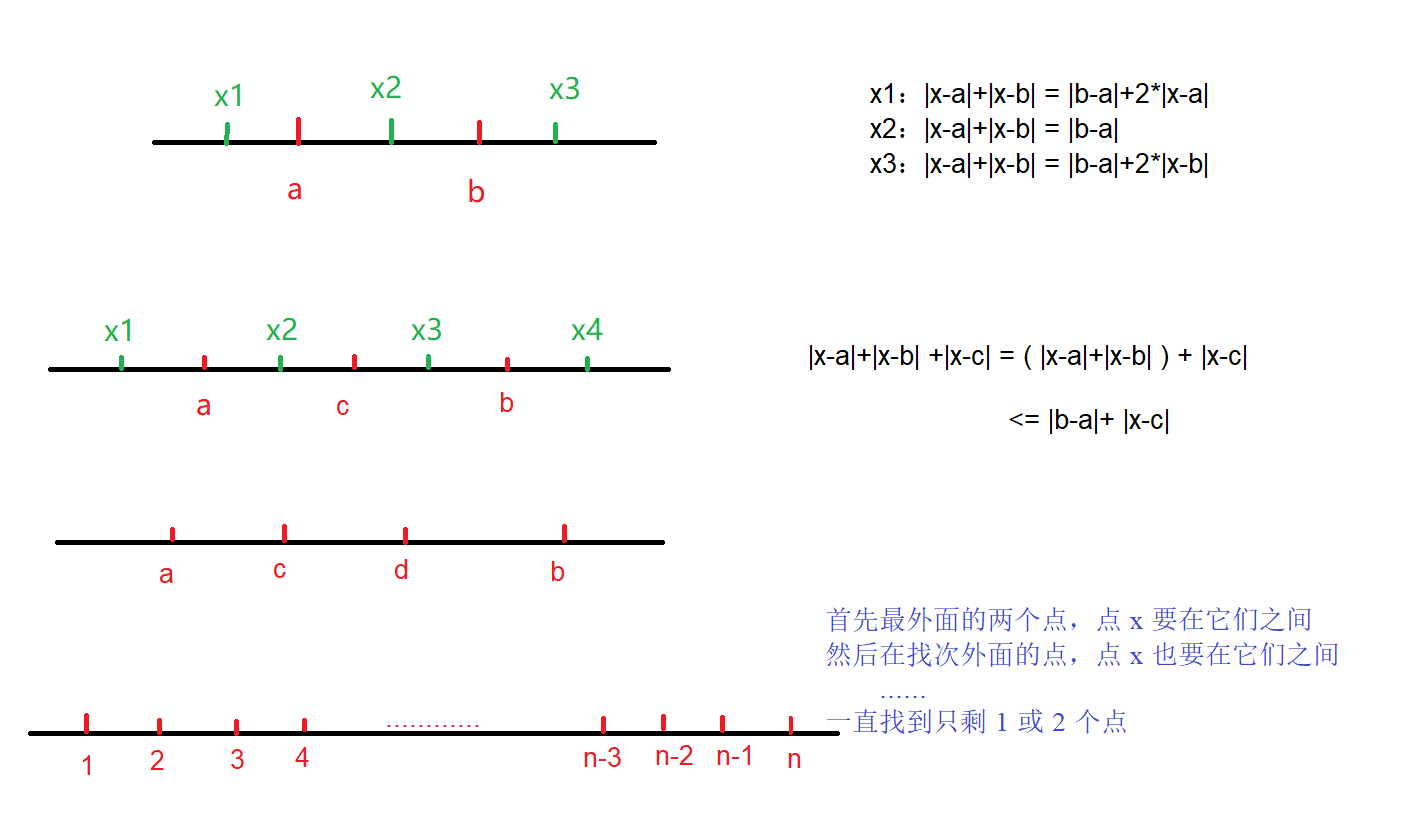 x1 x2 x3
a b
x1：|x-a|+|x-b| = |b-a|+2*|x-a|
x2：|x-a|+|x-b| = |b-a|
x3：|x-a|+|x-b| = |b-a|+2*|x-b|
x1 x2 x3 x4
a c b
|x-a|+|x-b| +|x-c| = ( |x-a|+|x-b| ) + |x-c|
<= |b-a|+ |x-c|
a c d b
首先最外面的两个点，点 x 要在它们之间
然后在找次外面的点，点 x 也要在它们之间
......
一直找到只剩 1 或 2 个点
............
1 2 3 4 n-3 n-2 n-1 n